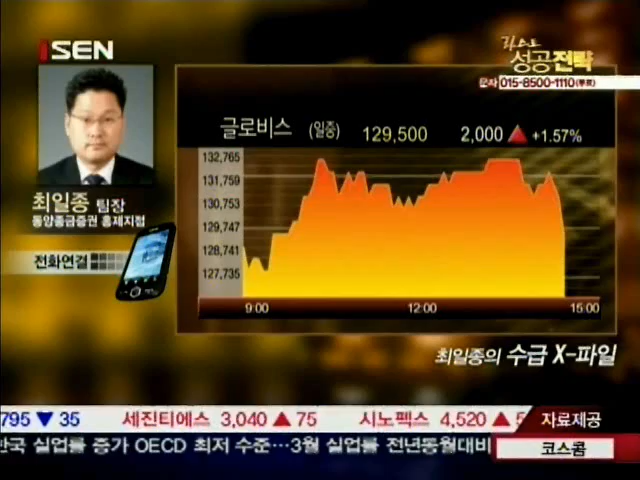 SEN
성공전략
문자 015-8500-1110 (무료)
글로비스 (일중) 129,500 2,000 ▲ +1.57%
132,765
131,759
130,753
129,747
128,741
127,735
9:00 12:00 15:00
최일종 팀장
동양종금증권 홍제지점
전화연결
최일종의 수급 X-파일
795 ▼ 35 세진티에스 3,040 ▲ 75 시노펙스 4,520 ▲ 5
자료제공
한국 실업률 증가 OECD 최저 수준…3월 실업률 전년동월대비
코스콤